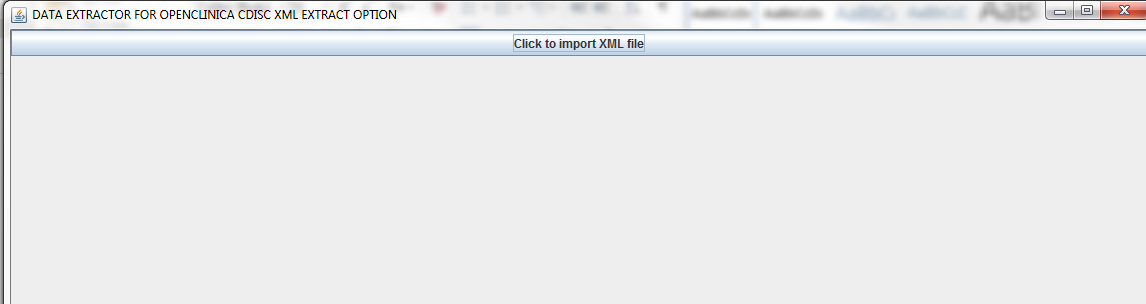 DATA EXTRACTOR FOR OPENCLINICA CDISC XML EXTRACT OPTION
Click to import XML file